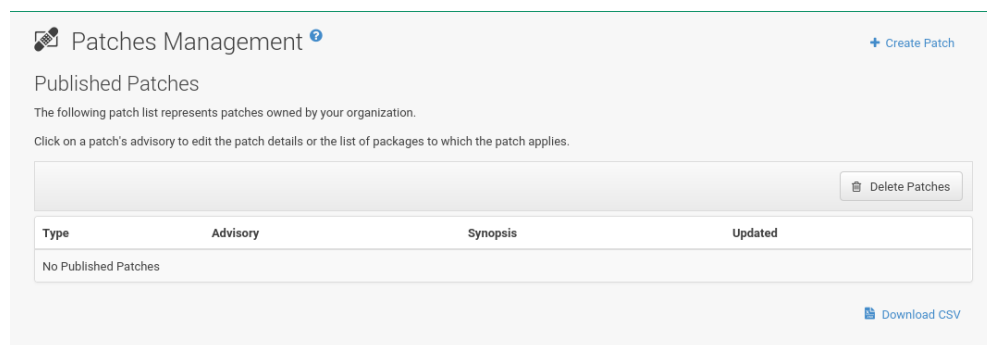 Patches Management ?
+ Create Patch
Published Patches
The following patch list represents patches owned by your organization.
Click on a patch's advisory to edit the patch details or the list of packages to which the patch applies.
Delete Patches
Type Advisory Synopsis Updated
No Published Patches
Download CSV